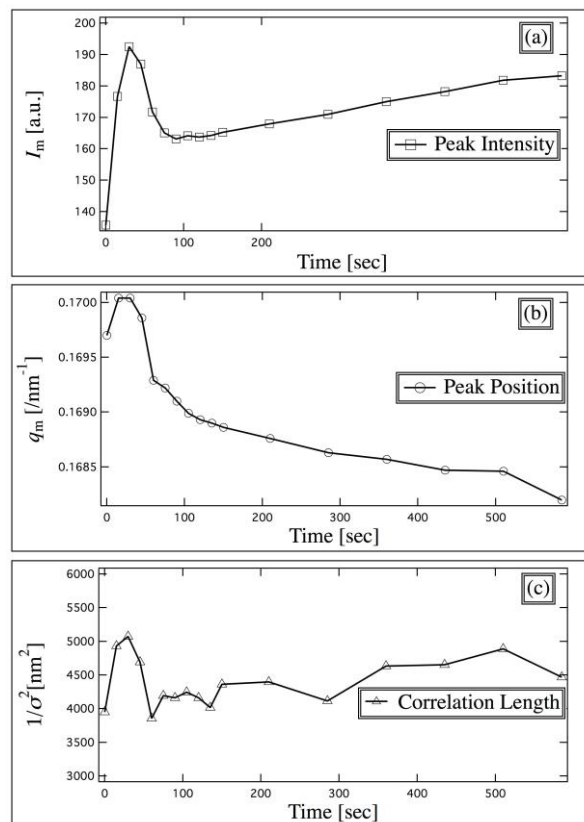 (a)
200
190
180
170
160
150
140
I_m [a.u.]
Peak Intensity
0 100 200
Time [sec]
(b)
0.1700
0.1695
0.1690
0.1685
q_m [/nm⁻¹]
Peak Position
0 100 200 300 400 500
Time [sec]
(c)
6000
5500
5000
4500
4000
3500
3000
1/σ² [nm²]
Correlation Length
0 100 200 300 400 500
Time [sec]